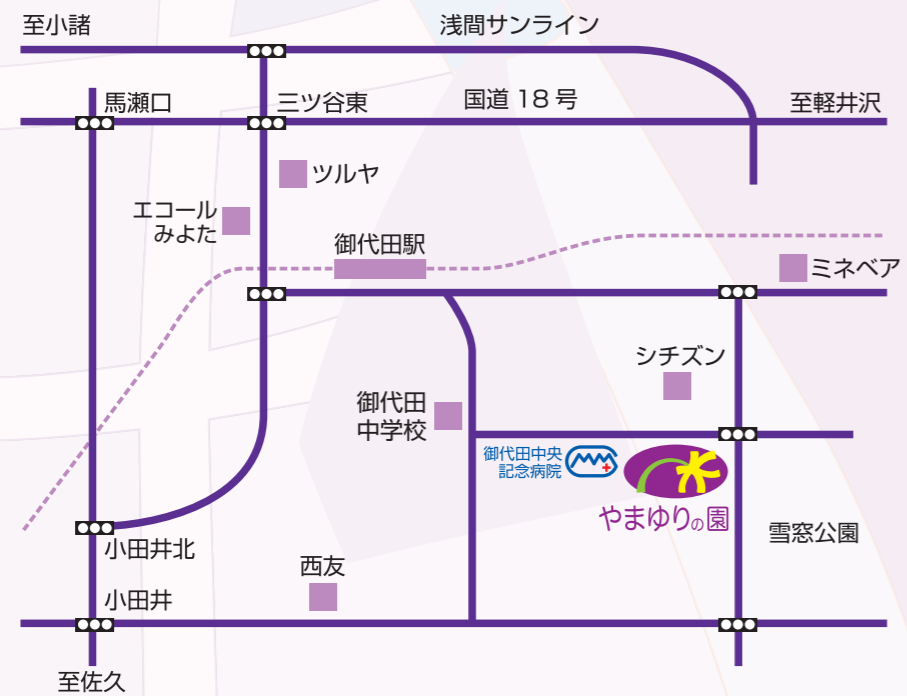 至小諸
浅間サンライン
馬瀬口
三ツ谷東
国道 18 号
至軽井沢
ツルヤ
エコール
みよた
御代田駅
ミネベア
シチズン
御代田
中学校
御代田中央
記念病院
やまゆりの園
雪窓公園
小田井北
西友
小田井
至佐久